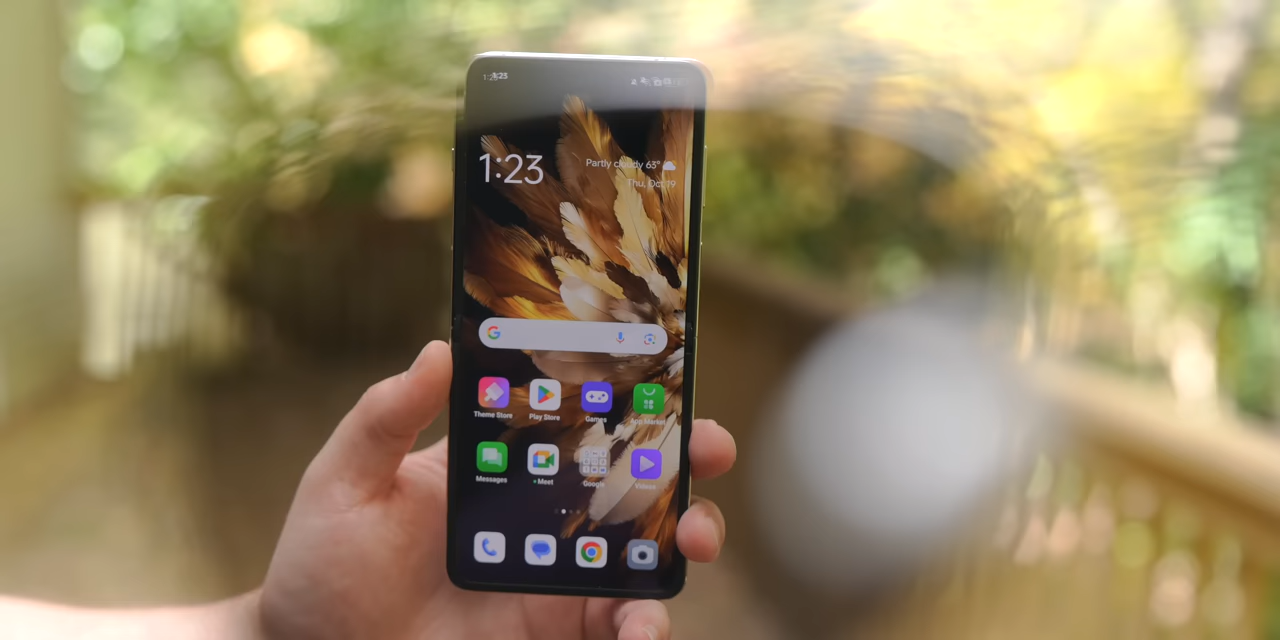 1:23
1:23
Partly cloudy 63°
Thu, Oct 19
Theme Store
Play Store
Games
App Market
Messages
Meet
Google
Videos